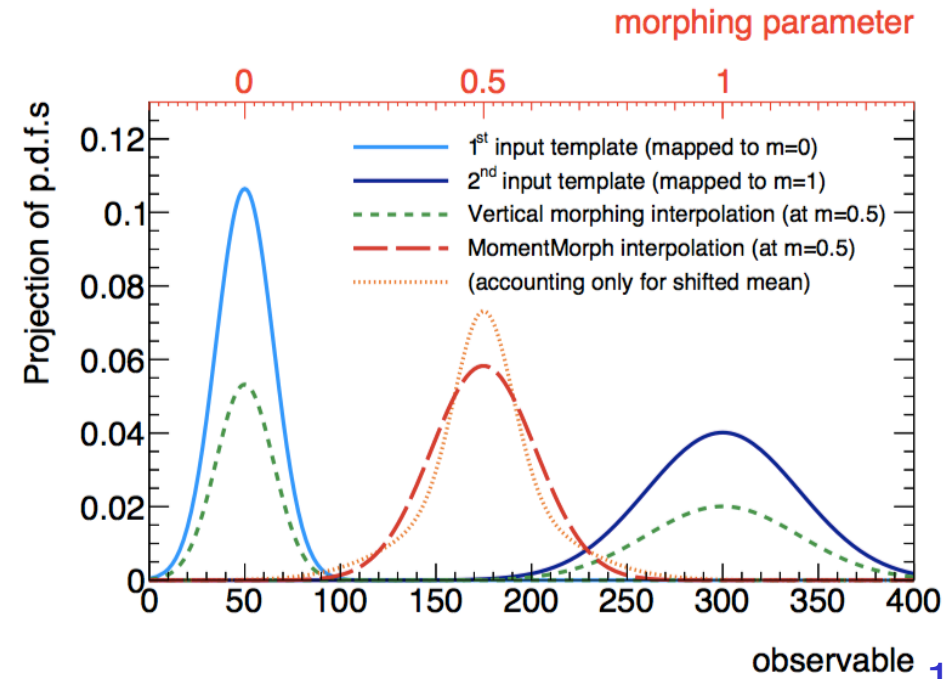 morphing parameter
0 0.5 1
Projection of p.d.f.s
0.12
0.1
0.08
0.06
0.04
0.02
0
1st input template (mapped to m=0)
2nd input template (mapped to m=1)
Vertical morphing interpolation (at m=0.5)
MomentMorph interpolation (at m=0.5)
(accounting only for shifted mean)
0 50 100 150 200 250 300 350 400
observable
1